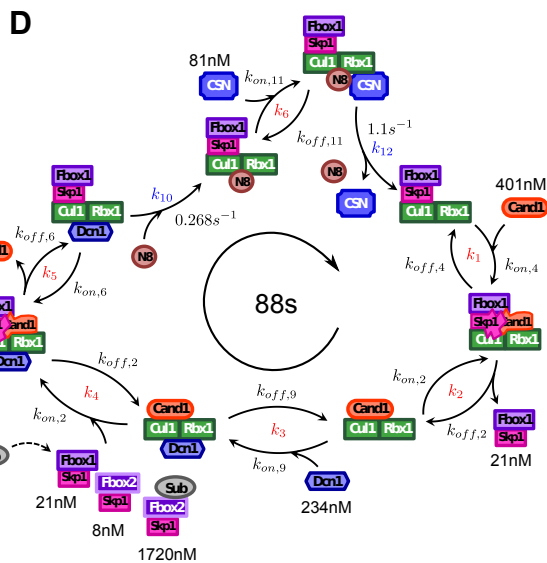 D
Fbox1
Skp1
Cul1 Rbx1
N8 CSN
81nM
CSN
k_on,11
k_6
k_off,11
Fbox1
Skp1
Cul1 Rbx1
N8
1.1s^-1
k_12
N8
CSN
Fbox1
Skp1
Cul1 Rbx1
401nM
Cand1
k_10
0.268s^-1
N8
Fbox1
Skp1
Cul1 Rbx1
Dcn1
k_off,6
k_5
k_on,6
k_off,4
k_1
k_on,4
88s
Fbox1
Skp1 Cand1
Cul1 Rbx1
Rbx1
k_off,2
k_4
k_on,2
Cand1
Cul1 Rbx1
Dcn1
k_off,9
k_3
k_on,9
Cand1
Cul1 Rbx1
k_on,2
k_2
k_off,2
Fbox1
Skp1
21nM
Dcn1
234nM
Fbox1
Skp1
21nM
Fbox2
Skp1
8nM
Sub
Fbox2
Skp1
1720nM